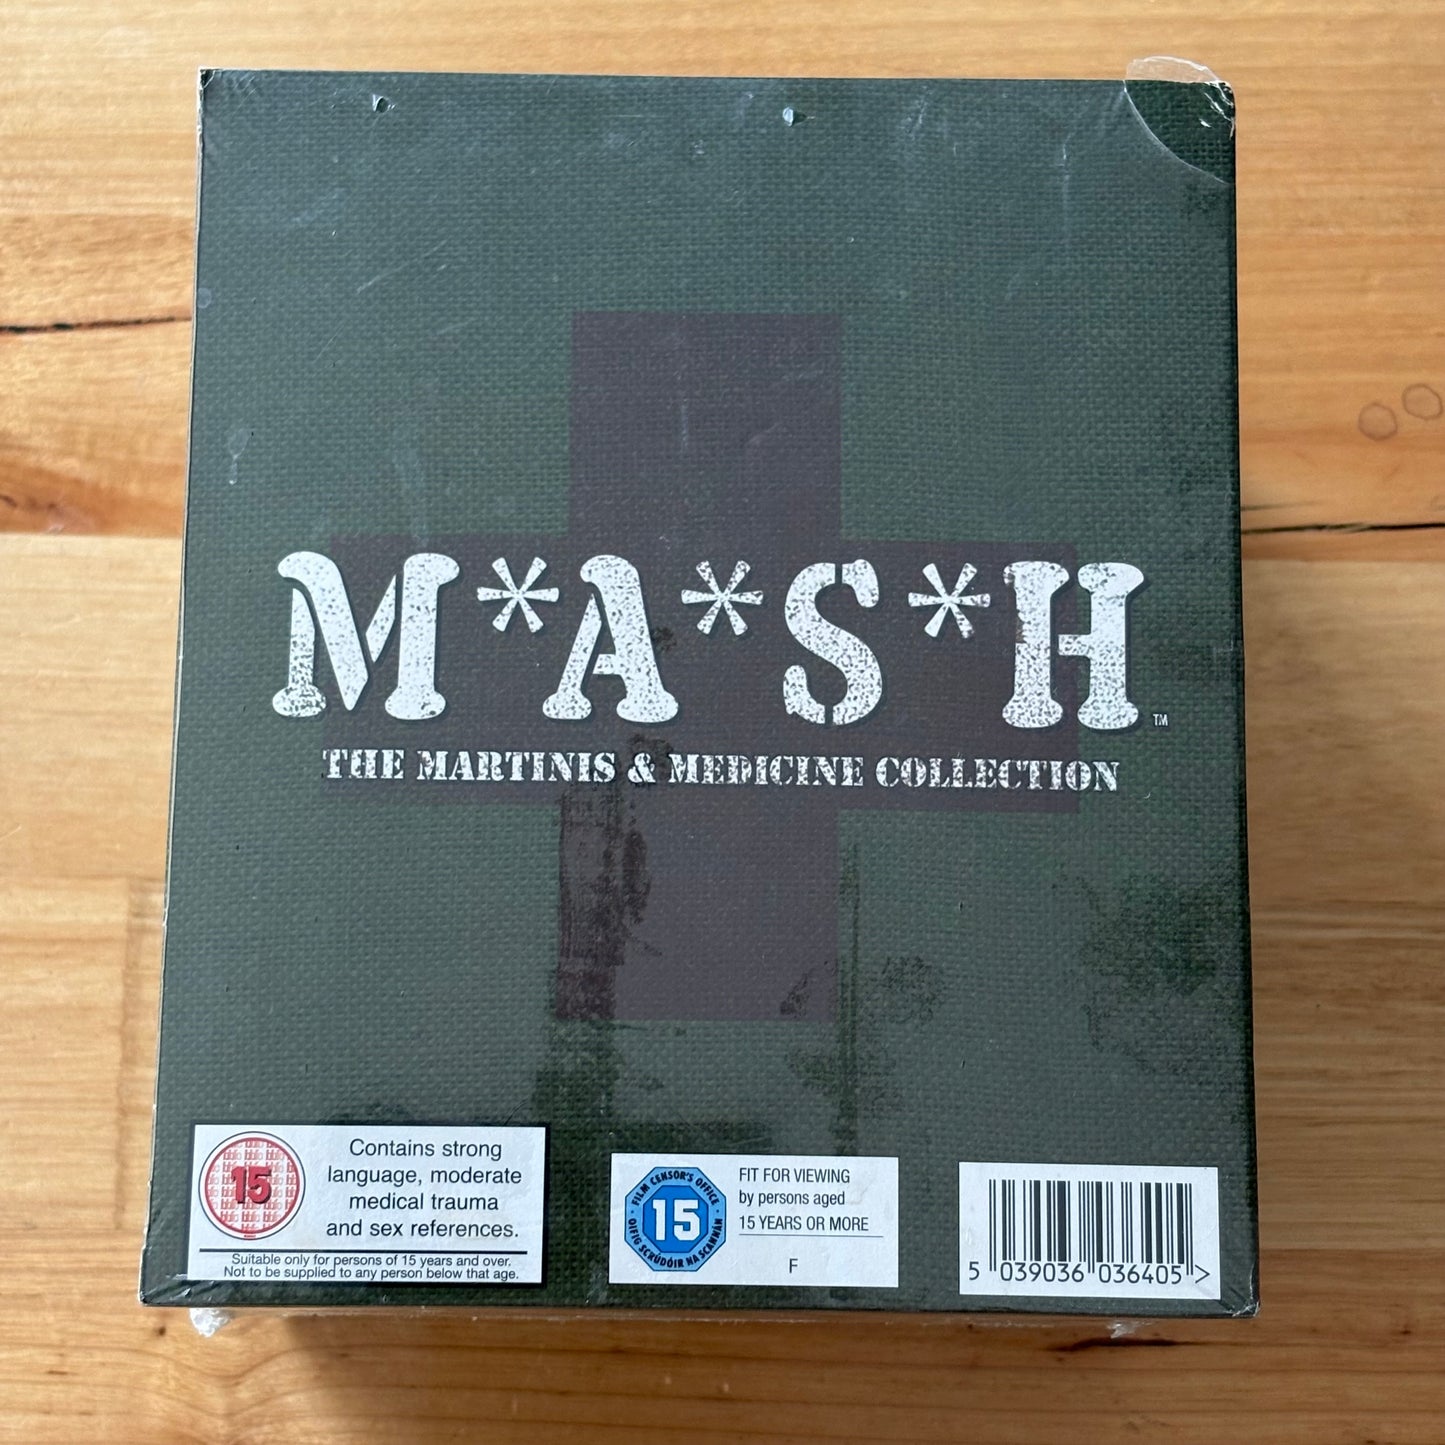 M*A*S*H™
THE MARTINIS & MEDICINE COLLECTION
15
Contains strong
language, moderate
medical trauma
and sex references.
Suitable only for persons of 15 years and over.
Not to be supplied to any person below that age.
FILM CENSOR'S OFFICE
15
OIFIG SCRÚDÓIR NA SCANNÁN
FIT FOR VIEWING
by persons aged
15 YEARS OR MORE
F
5 039036 036405 >